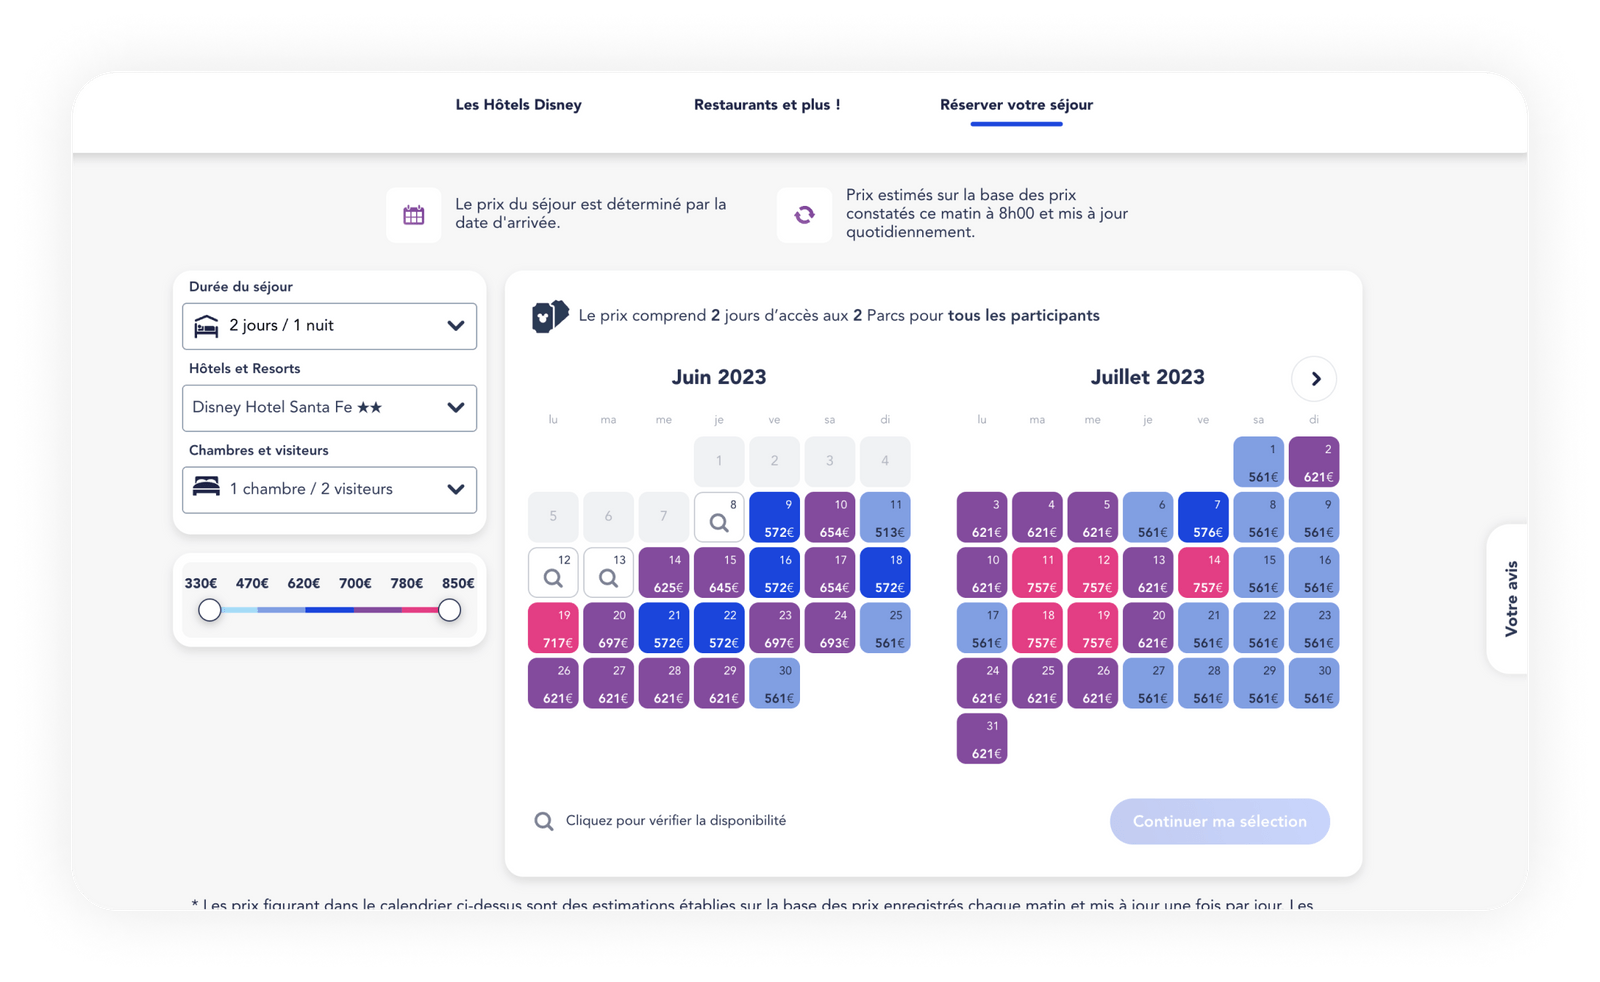 Les Hôtels Disney
Restaurants et plus !
Réserver votre séjour
Le prix du séjour est déterminé par la
date d'arrivée.
Prix estimés sur la base des prix
constatés ce matin à 8h00 et mis à jour
quotidiennement.
Durée du séjour
2 jours / 1 nuit
Hôtels et Resorts
Disney Hotel Santa Fe ★★
Chambres et visiteurs
1 chambre / 2 visiteurs
330€ 470€ 620€ 700€ 780€ 850€
Le prix comprend 2 jours d’accès aux 2 Parcs pour tous les participants
Juin 2023
lu ma me je ve sa di
1 2 3 4
5 6 7 8 9 10 11
572€ 654€ 513€
12 13 14 15 16 17 18
625€ 645€ 572€ 654€ 572€
19 20 21 22 23 24 25
717€ 697€ 572€ 572€ 697€ 693€ 561€
26 27 28 29 30
621€ 621€ 621€ 621€ 561€
Juillet 2023
lu ma me je ve sa di
1 2
561€ 621€
3 4 5 6 7 8 9
621€ 621€ 621€ 561€ 576€ 561€ 561€
10 11 12 13 14 15 16
621€ 757€ 757€ 621€ 757€ 561€ 561€
17 18 19 20 21 22 23
561€ 757€ 757€ 621€ 561€ 561€ 561€
24 25 26 27 28 29 30
621€ 621€ 621€ 561€ 561€ 561€ 561€
31
621€
Cliquez pour vérifier la disponibilité
Continuer ma sélection
Votre avis
* Les prix figurant dans le calendrier ci-dessus sont des estimations établies sur la base des prix enregistrés chaque matin et mis à jour une fois par jour. Les